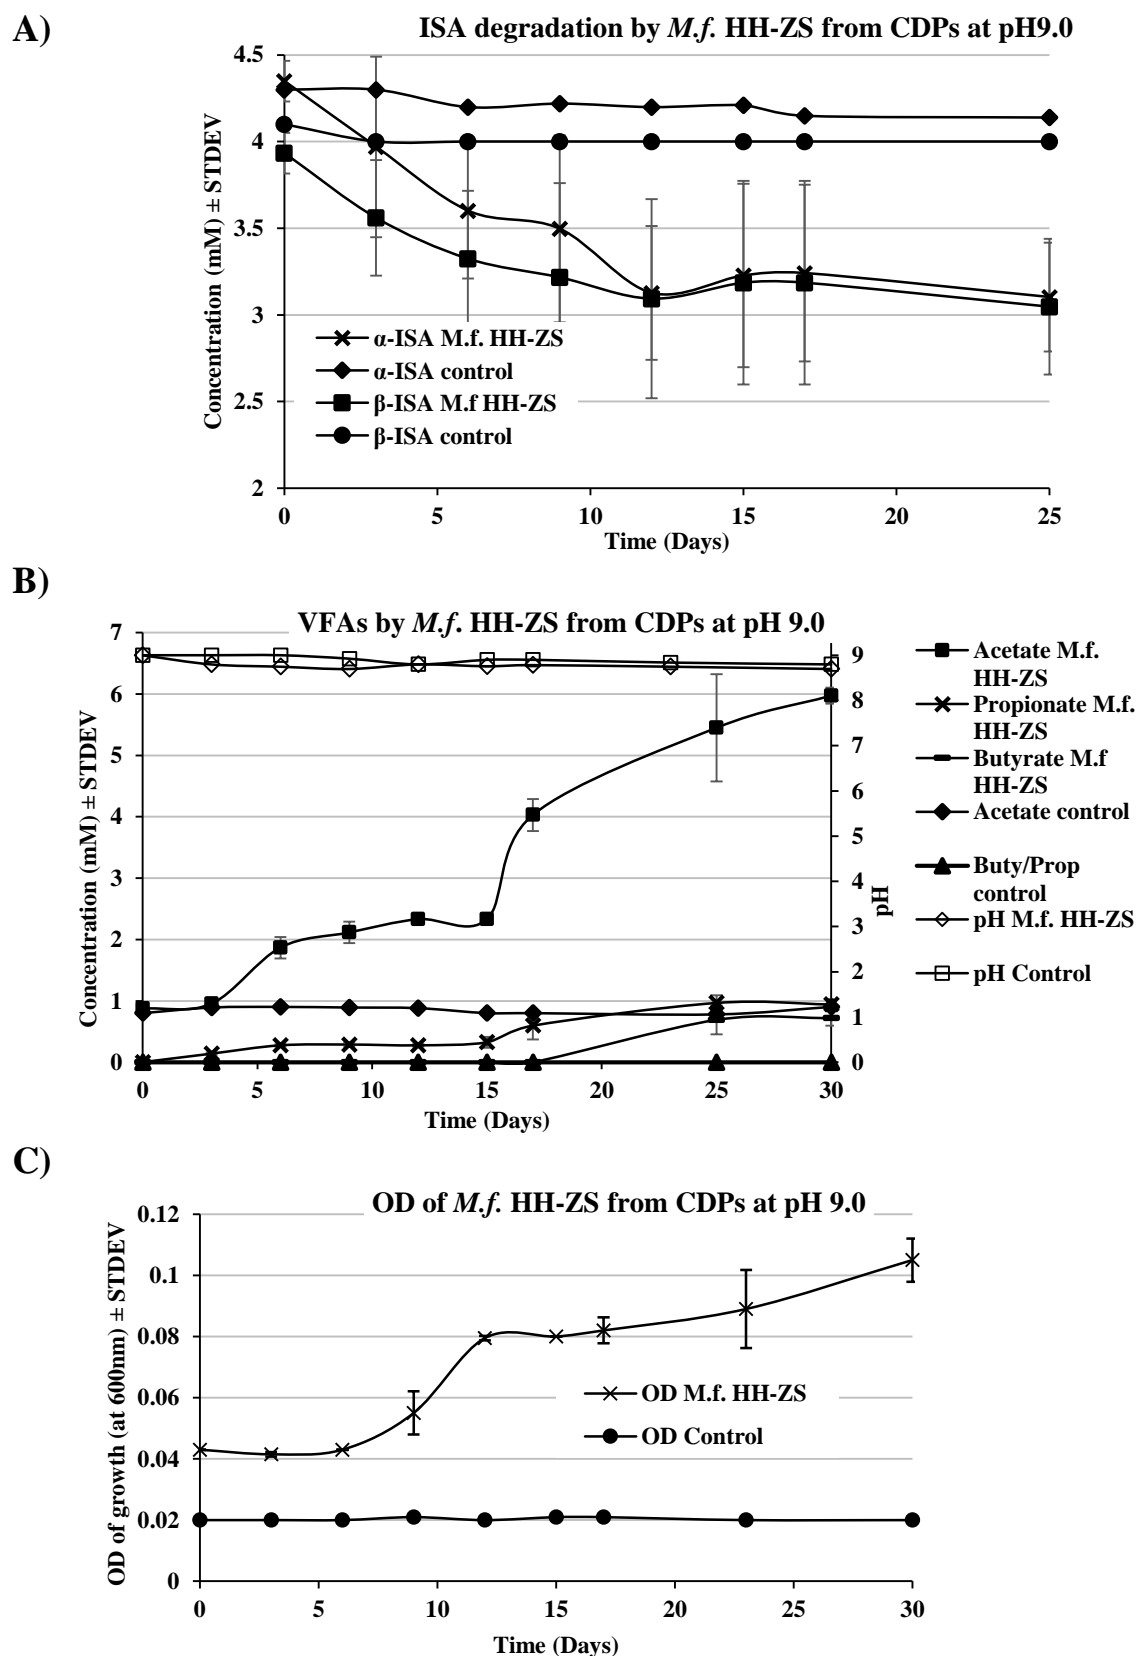 A)
ISA degradation by M.f. HH-ZS from CDPs at pH9.0
Concentration (mM) ± STDEV
4.5
4
3.5
3
2.5
2
α-ISA M.f. HH-ZS
α-ISA control
β-ISA M.f HH-ZS
β-ISA control
0 5 10 15 20 25
Time (Days)
B)
VFAs by M.f. HH-ZS from CDPs at pH 9.0
Concentration (mM) ± STDEV
7
6
5
4
3
2
1
0
9
8
7
6
5
4
3
2
1
0
pH
0 5 10 15 20 25 30
Time (Days)
Acetate M.f.
HH-ZS
Propionate M.f.
HH-ZS
Butyrate M.f
HH-ZS
Acetate control
Buty/Prop
control
pH M.f. HH-ZS
pH Control
C)
OD of M.f. HH-ZS from CDPs at pH 9.0
OD of growth (at 600nm) ± STDEV
0.12
0.1
0.08
0.06
0.04
0.02
0
OD M.f. HH-ZS
OD Control
0 5 10 15 20 25 30
Time (Days)